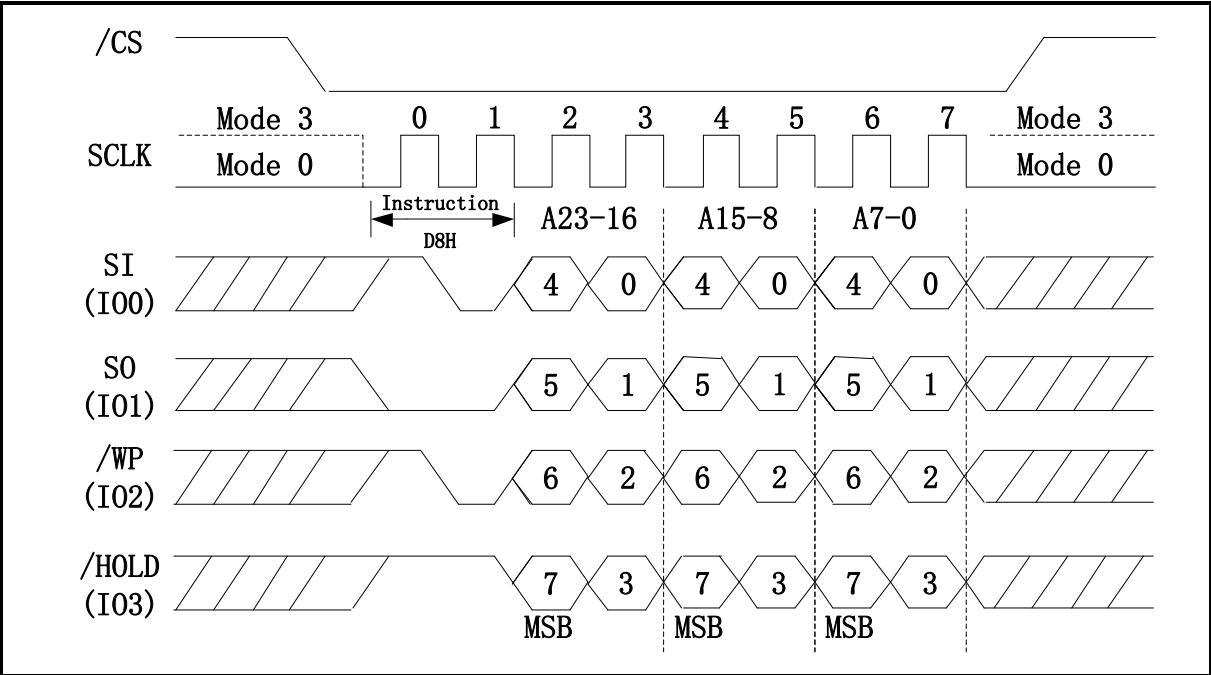 /CS
Mode 3 0 1 2 3 4 5 6 7 Mode 3
SCLK
Mode 0 Mode 0
Instruction A23-16 A15-8 A7-0
D8H
SI
(IO0) 4 0 4 0 4 0
SO
(IO1) 5 1 5 1 5 1
/WP
(IO2) 6 2 6 2 6 2
/HOLD
(IO3) 7 3 7 3 7 3
MSB MSB MSB